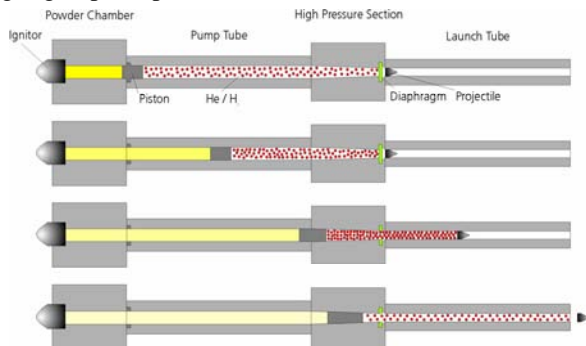 Powder Chamber
High Pressure Section
Ignitor
Pump Tube
Launch Tube
Piston
He / H
Diaphragm
Projectile